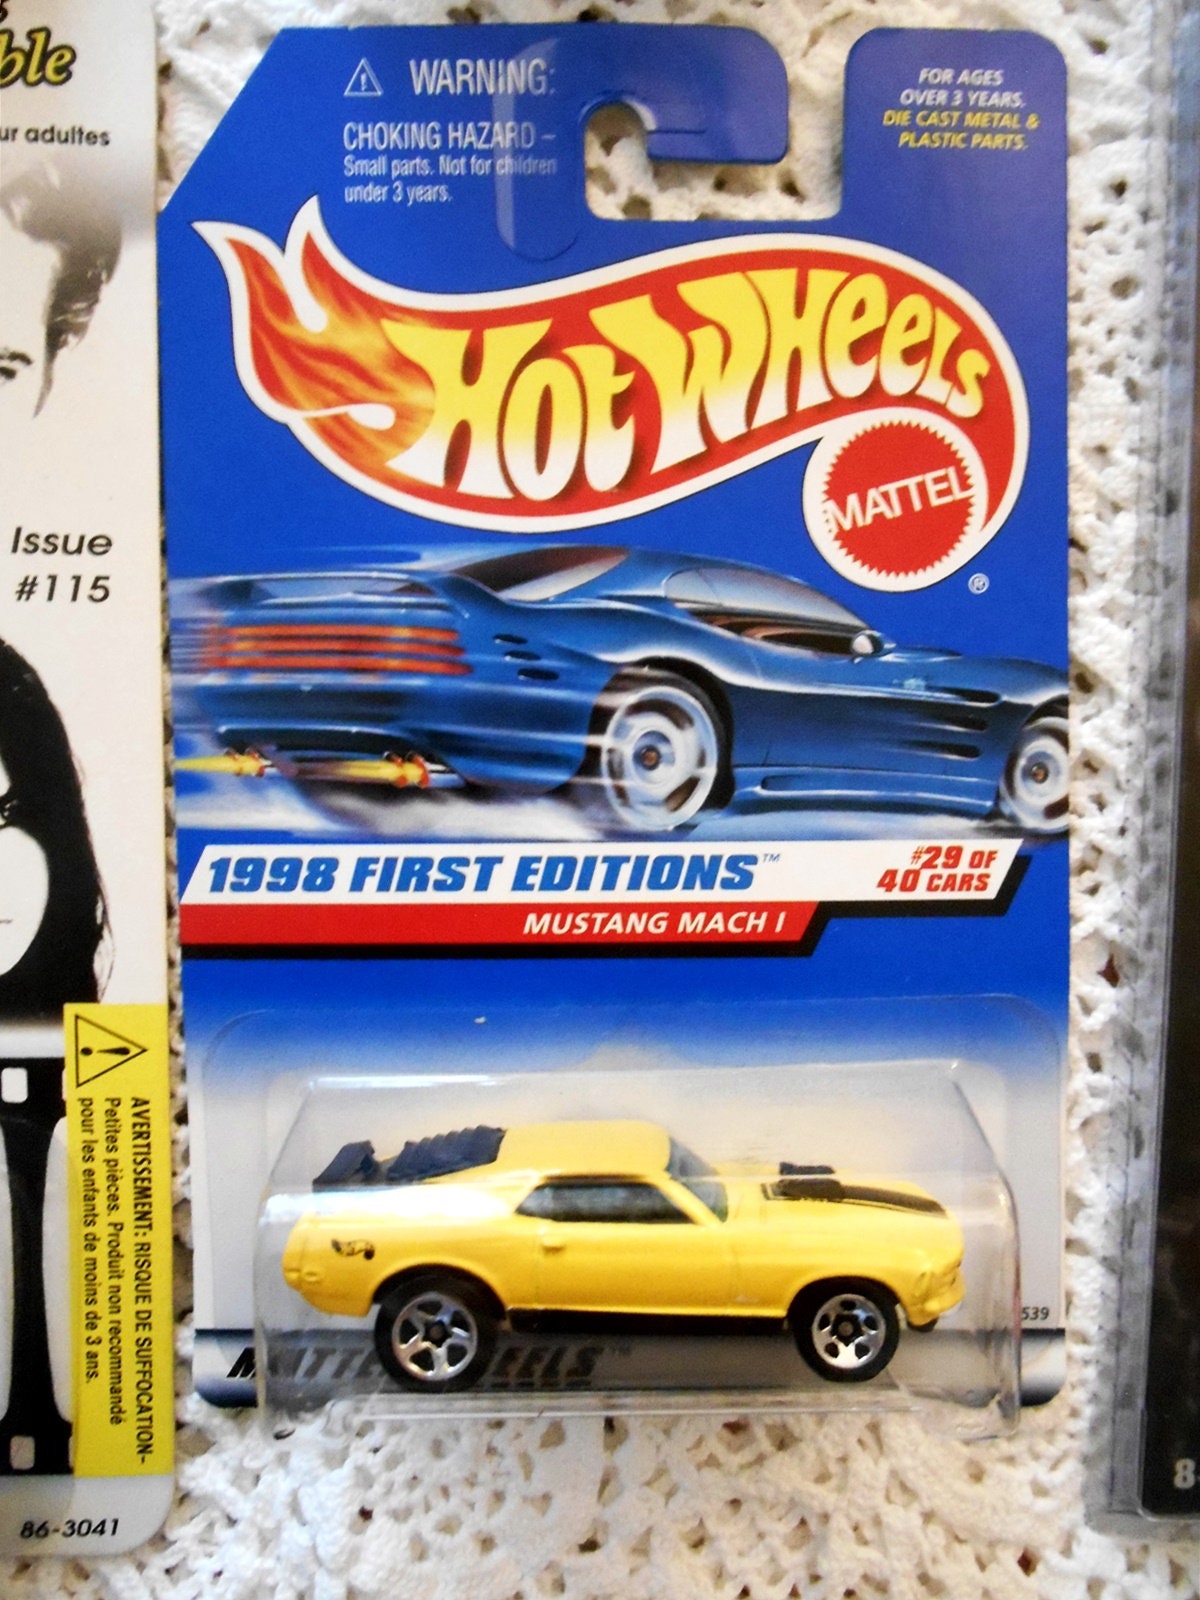 ble
ur adultes
Issue
#115
AVERTISSEMENT: RISQUE DE SUFFOCATION-
Petites pièces. Produit non recommandé
pour les enfants de moins de 3 ans.
86-3041
WARNING:
CHOKING HAZARD –
Small parts. Not for children
under 3 years.
FOR AGES
OVER 3 YEARS.
DIE CAST METAL &
PLASTIC PARTS.
HOT WHEELS
MATTEL
®
1998 FIRST EDITIONS™
#29 OF
40 CARS
MUSTANG MACH I
539
MATTEL WHEELS™
8